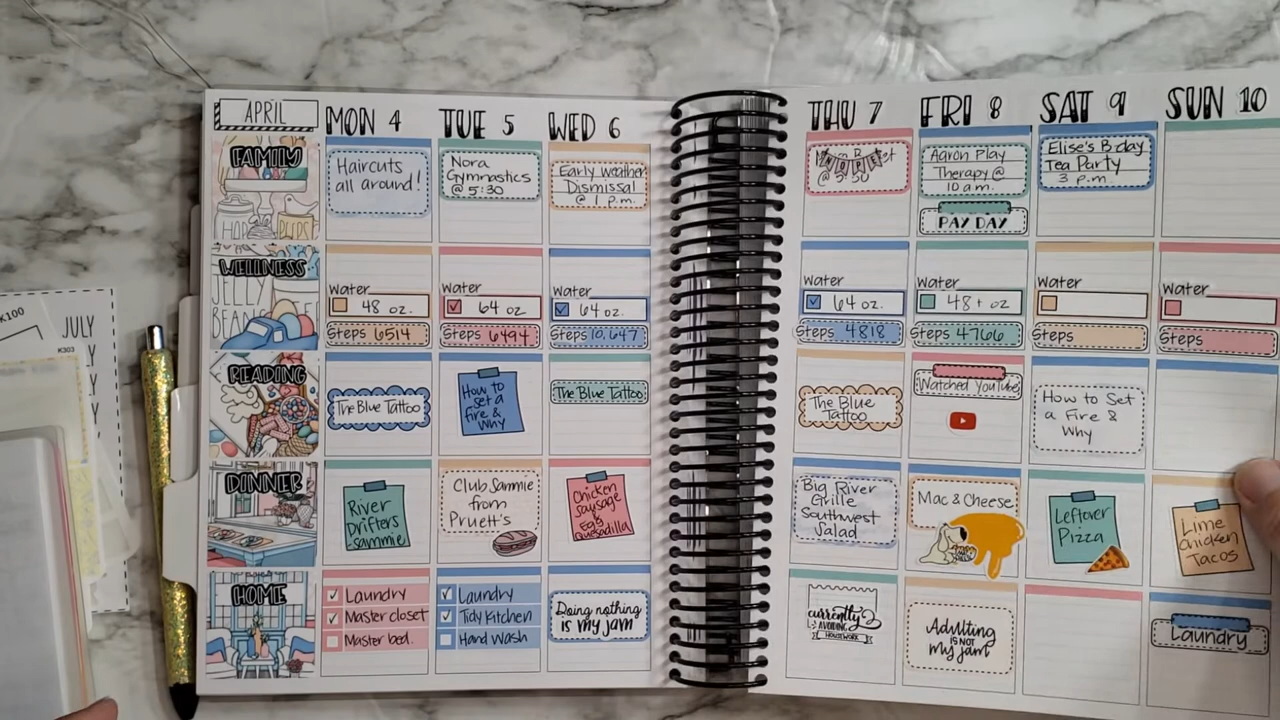 APRIL
MON 4
TUE 5
WED 6
THU 7
FRI 8
SAT 9
SUN 10
FAMILY
Haircuts
all around!
Nora
Gymnastics
@ 5:30
Early weather
Dismissal
@ 1 p.m.
NOPE
Aaron Play
Therapy @
10 a.m.
PAY DAY
Elise's B-day
Tea Party
3 p.m
WELLNESS
JELLY
BEAN
Water
48 oz.
Steps 6514
Water
64 oz.
Steps 6494
Water
64 oz.
Steps 10,647
Water
64 oz.
Steps 4818
Water
48+ oz
Steps 4766
Water
Steps
Water
Steps
READING
The Blue Tattoo
How to
set a
fire &
Why
The Blue Tattoo
The Blue
Tattoo
Watched YouTube
How to Set
a Fire &
Why
DINNER
River
Drifters
sammie
Club Sammie
from
Pruett's
Chicken
Sausage
Egg
Quesadilla
Big River
Grille
Southwest
Salad
Mac & Cheese
Leftover
Pizza
Lime
Chicken
Tacos
HOME
Laundry
Master closet
Master bed.
Laundry
Tidy Kitchen
Hand Wash
Doing nothing
is my jam
currently
AVOIDING
HOUSEWORK
Adulting
IS NOT
my jam
Laundry
K100
JULY
K303